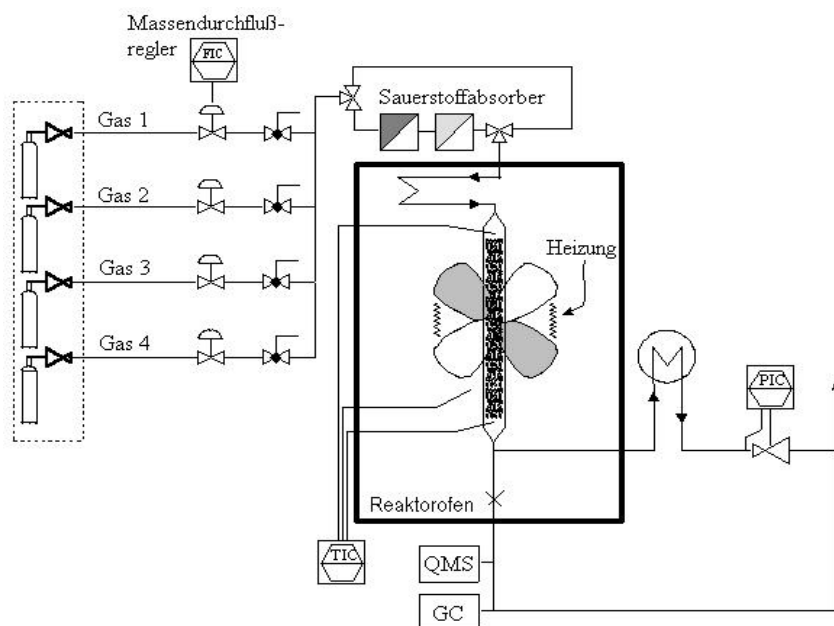 Massendurchfluß-
regler
FIC
Gas 1
Sauerstoffabsorber
Gas 2
Heizung
Gas 3
Gas 4
PIC
Reaktorofen
TIC
QMS
GC